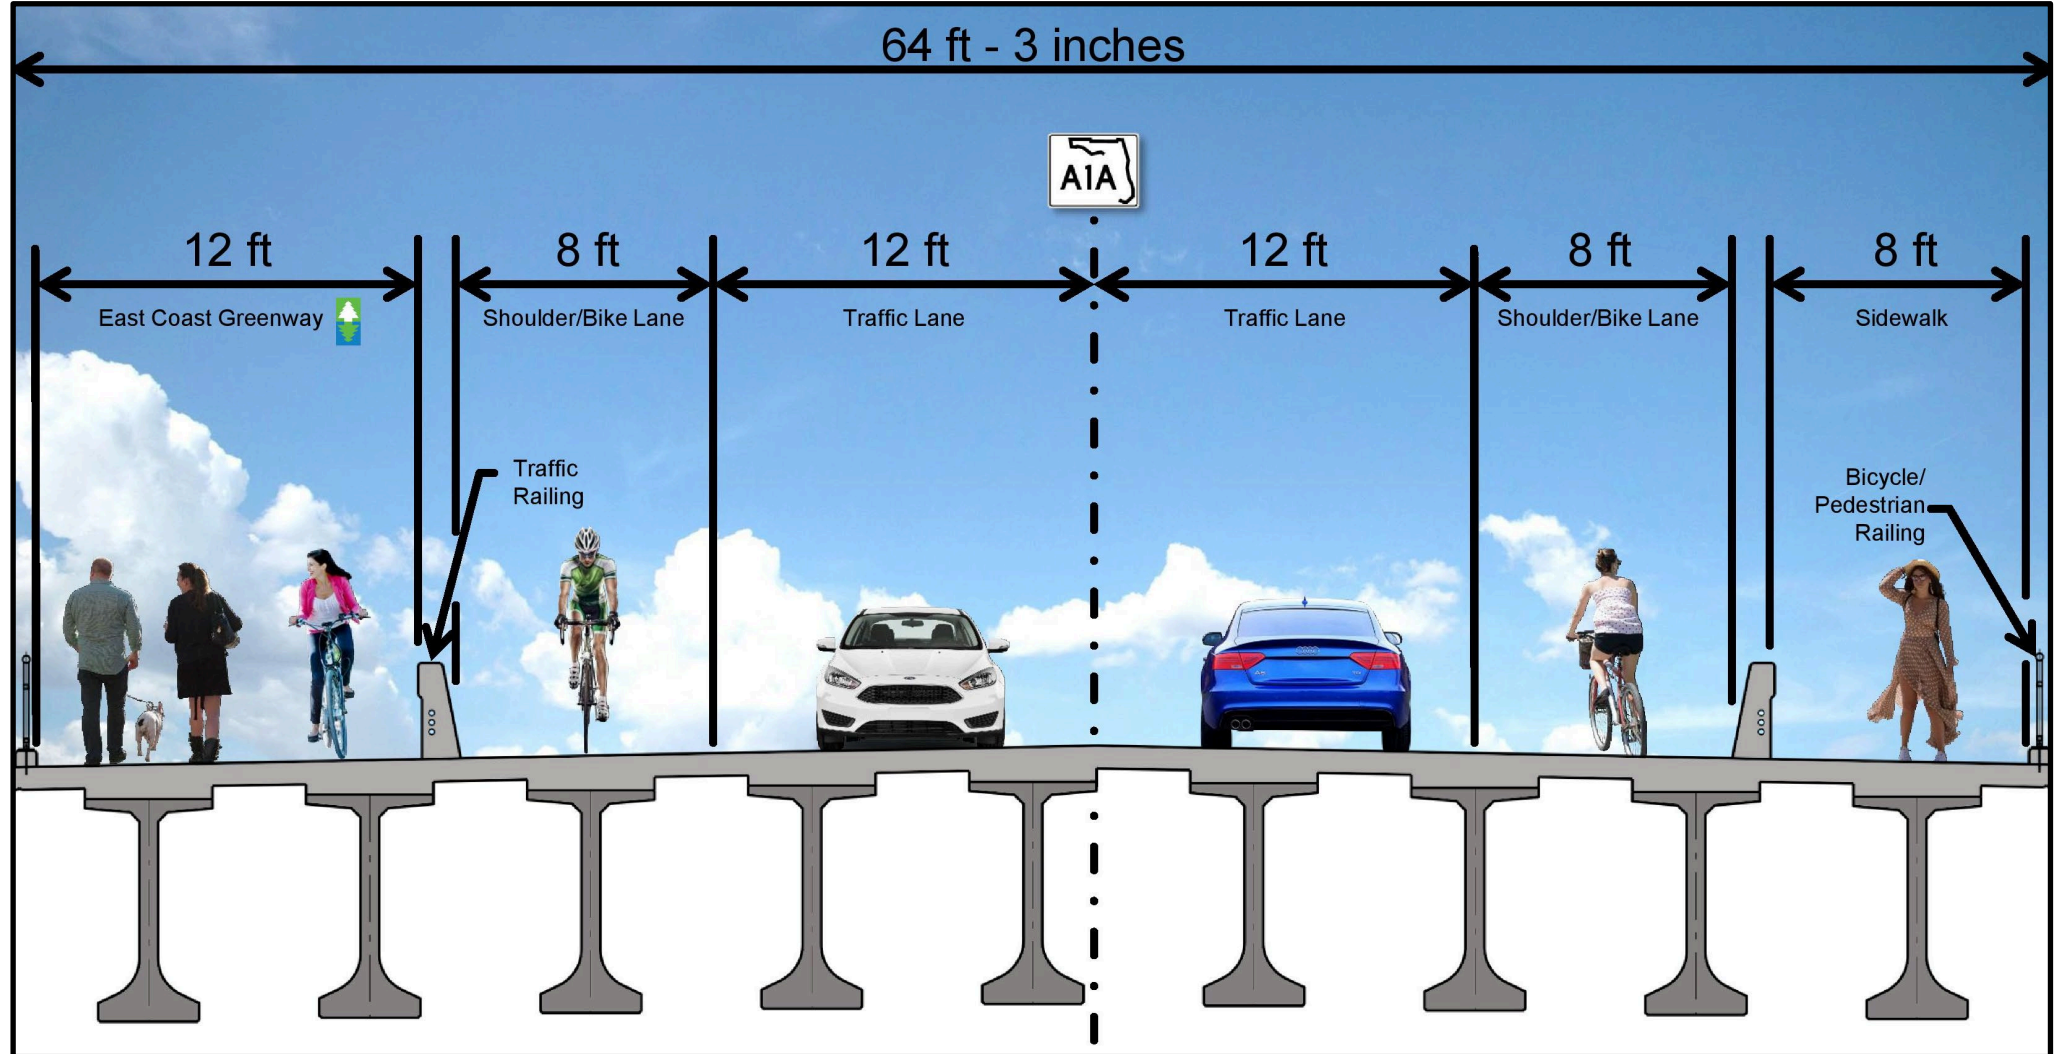 64 ft - 3 inches
A1A
12 ft
8 ft
12 ft
12 ft
8 ft
8 ft
East Coast Greenway
Shoulder/Bike Lane
Traffic Lane
Traffic Lane
Shoulder/Bike Lane
Sidewalk
Traffic
Railing
Bicycle/
Pedestrian
Railing